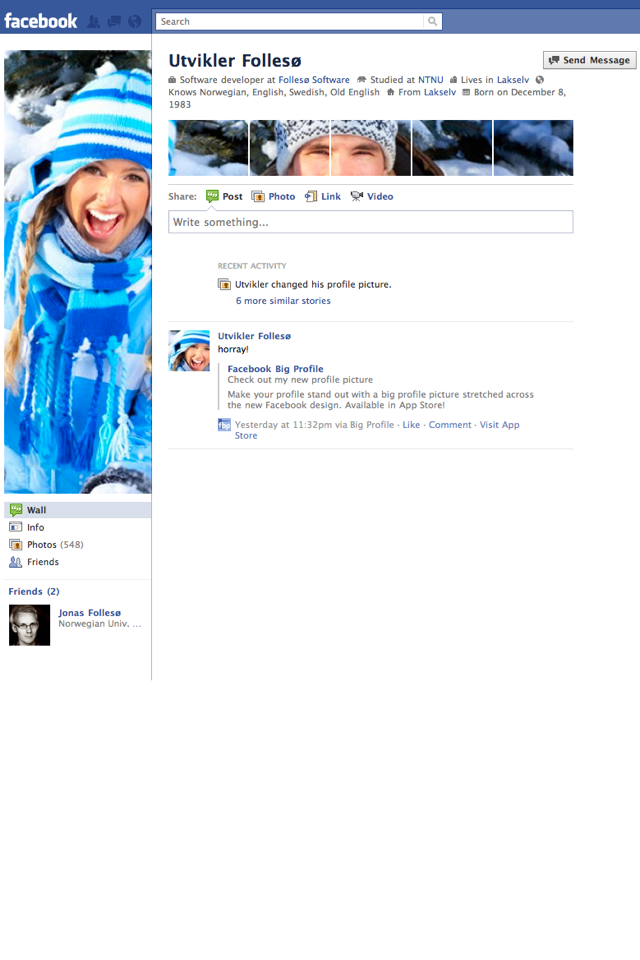 facebook
Search
Utvikler Follesø
Send Message
Software developer at Follesø Software Studied at NTNU Lives in Lakselv
Knows Norwegian, English, Swedish, Old English From Lakselv Born on December 8,
1983
Share: Post Photo Link Video
Write something...
RECENT ACTIVITY
Utvikler changed his profile picture.
6 more similar stories
Utvikler Follesø
horray!
Facebook Big Profile
Check out my new profile picture
Make your profile stand out with a big profile picture stretched across
the new Facebook design. Available in App Store!
fbp
Yesterday at 11:32pm via Big Profile · Like · Comment · Visit App
Store
Wall
Info
Photos (548)
Friends
Friends (2)
Jonas Follesø
Norwegian Univ. ...